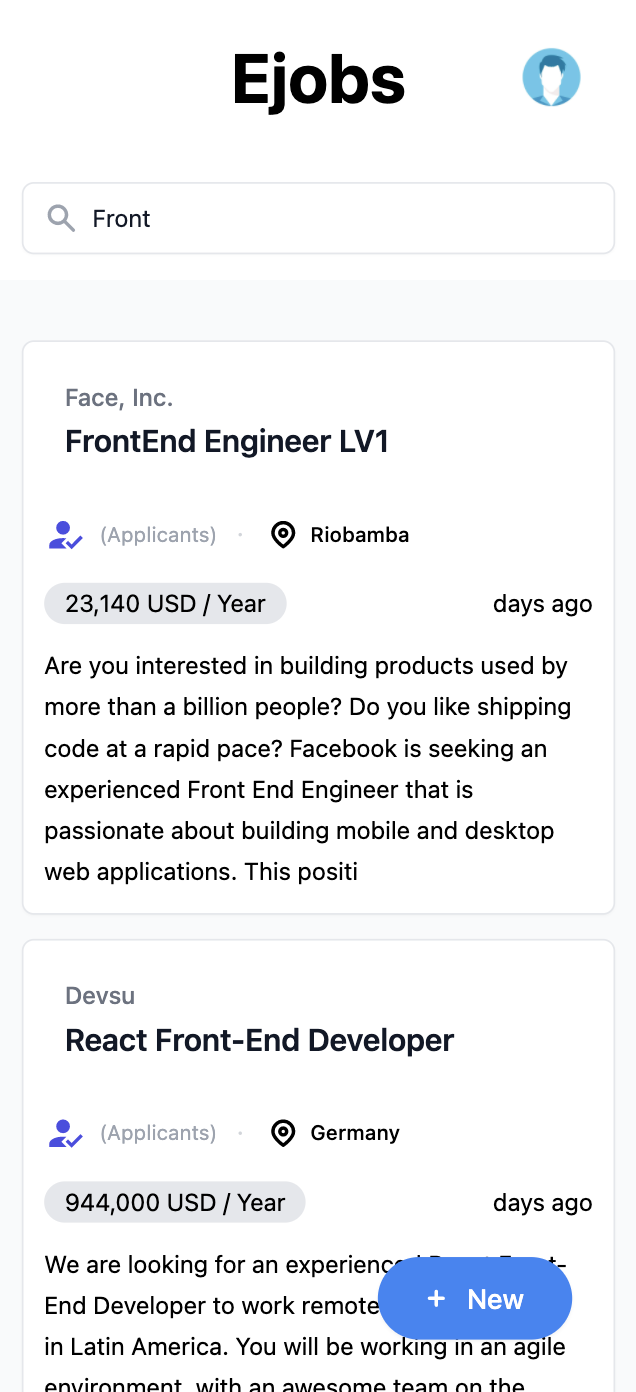 Ejobs
Front
Face, Inc.
FrontEnd Engineer LV1
(Applicants) · Riobamba
23,140 USD / Year days ago
Are you interested in building products used by
more than a billion people? Do you like shipping
code at a rapid pace? Facebook is seeking an
experienced Front End Engineer that is
passionate about building mobile and desktop
web applications. This positi
Devsu
React Front-End Developer
(Applicants) · Germany
944,000 USD / Year days ago
We are looking for an experienced React Front-
End Developer to work remote
+ New
in Latin America. You will be working in an agile
environment, with an awesome team on the